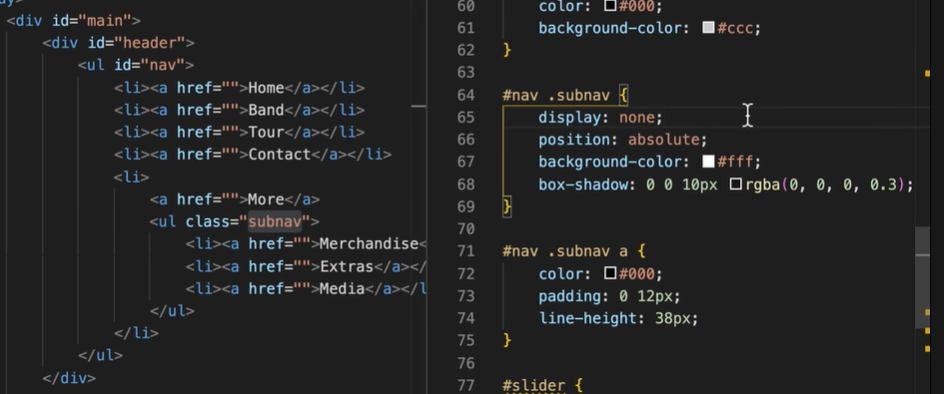 <div id="main">
<div id="header">
<ul id="nav">
<li><a href="">Home</a></li>
<li><a href="">Band</a></li>
<li><a href="">Tour</a></li>
<li><a href="">Contact</a></li>
<li>
<a href="">More</a>
<ul class="subnav">
<li><a href="">Merchandise<
<li><a href="">Extras</a></
<li><a href="">Media</a></l
</ul>
</li>
</ul>
</div>
60 color: #000;
61 background-color: #ccc;
62 }
63
64 #nav .subnav {
65 display: none;
66 position: absolute;
67 background-color: #fff;
68 box-shadow: 0 0 10px rgba(0, 0, 0, 0.3);
69 }
70
71 #nav .subnav a {
72 color: #000;
73 padding: 0 12px;
74 line-height: 38px;
75 }
76
77 #slider {